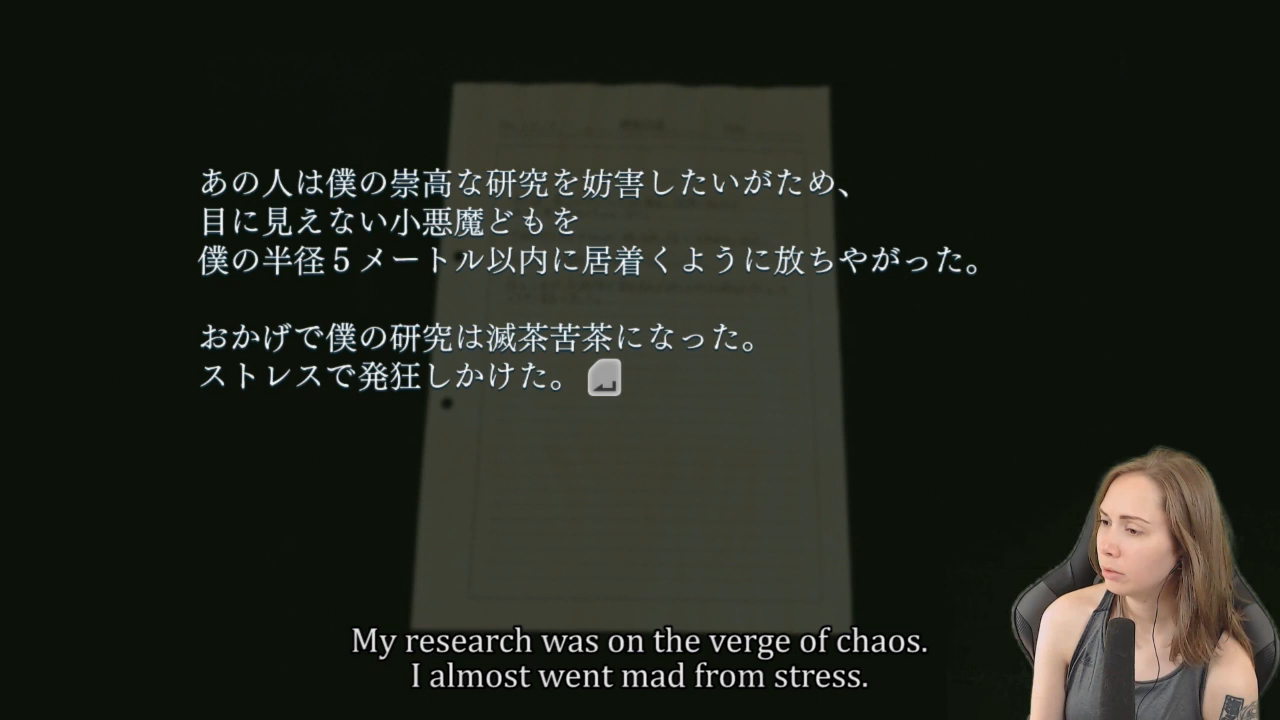 あの人は僕の崇高な研究を妨害したいがため、
目に見えない小悪魔どもを
僕の半径５メートル以内に居着くように放ちやがった。
おかげで僕の研究は滅茶苦茶になった。
ストレスで発狂しかけた。
My research was on the verge of chaos.
I almost went mad from stress.